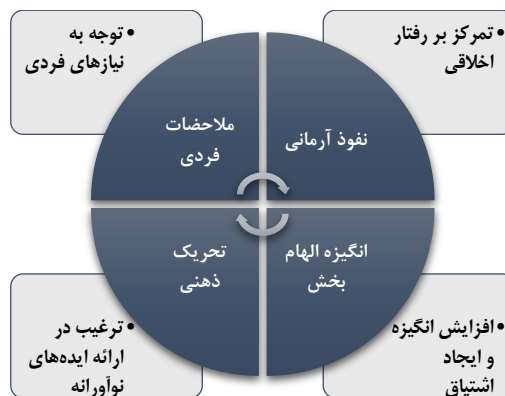 • تمرکز بر رفتار
اخلاقی
نفوذ آرمانی
• توجه به
نیازهای فردی
ملاحضات
فردی
• افزایش انگیزه
و ایجاد
اشتیاق
انگیزه الهام
بخش
• ترغیب در
ارائه ایده‌های
نوآورانه
تحریک
ذهنی